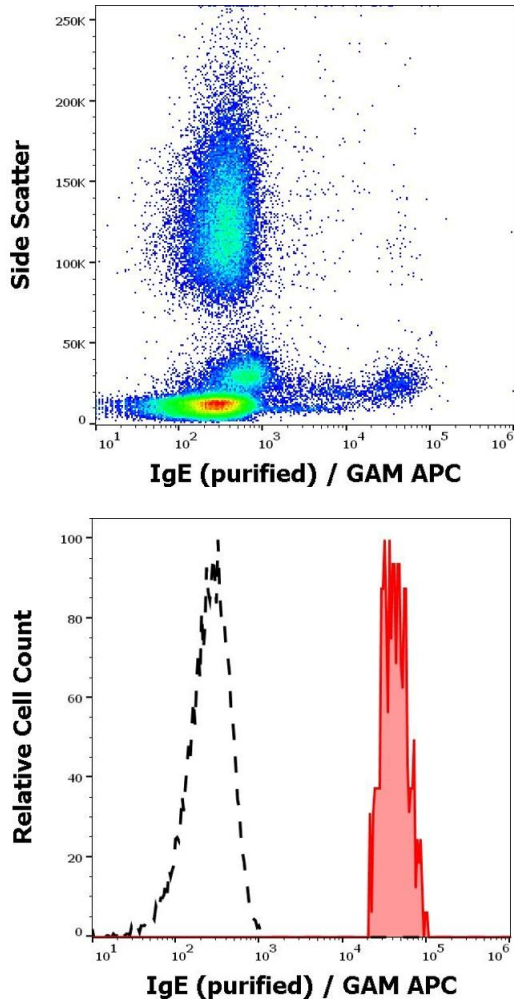 250K
200K
150K
100K
50K
0
Side Scatter
10¹ 10² 10³ 10⁴ 10⁵ 10⁶
IgE (purified) / GAM APC
100
80
60
40
20
0
Relative Cell Count
10¹ 10² 10³ 10⁴ 10⁵ 10⁶
IgE (purified) / GAM APC